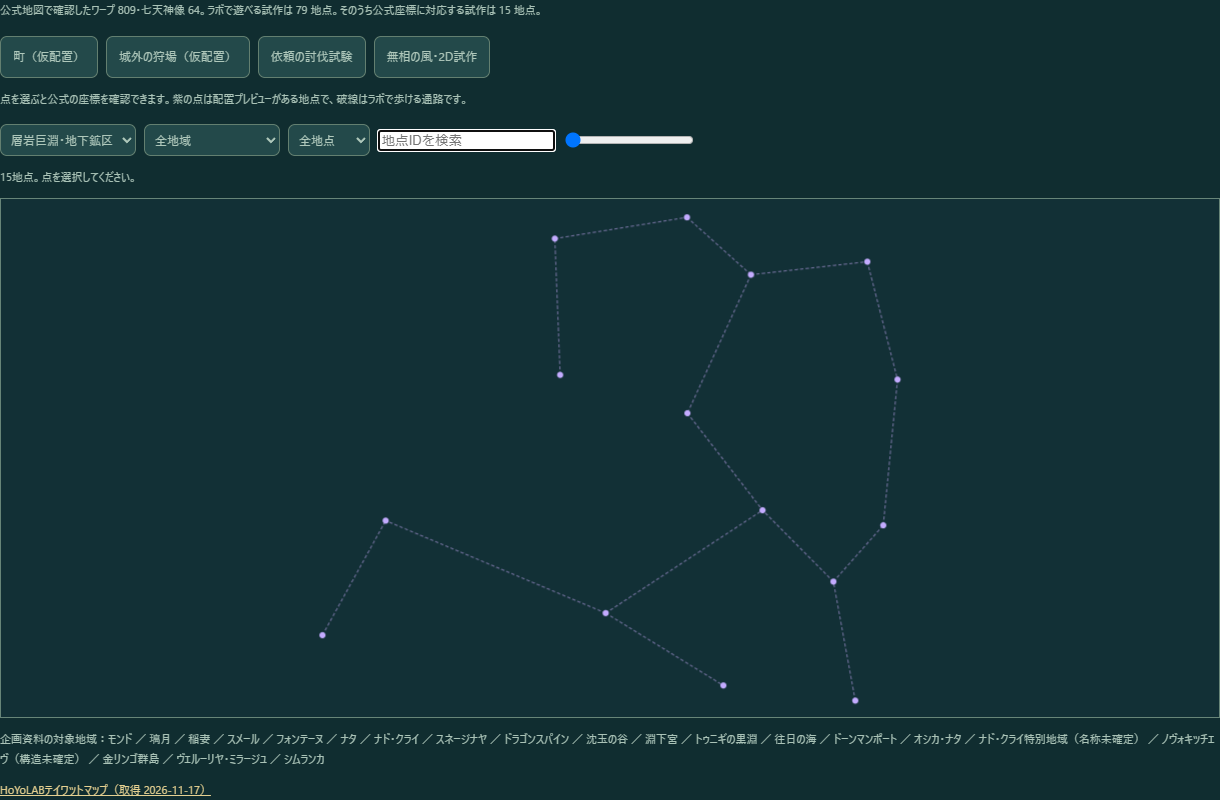 公式地図で確認したワープ 809・七天神像 64。ラボで遊べる試作は 79 地点。そのうち公式座標に対応する試作は 15 地点。
町（仮配置） 城外の狩場（仮配置） 依頼の討伐試験 無相の風・2D試作
点を選ぶと公式の座標を確認できます。紫の点は配置プレビューがある地点で、破線はラボで歩ける通路です。
層岩巨淵・地下鉱区 全地域 全地点 地点IDを検索
15地点。点を選択してください。
企画資料の対象地域：モンド ／ 璃月 ／ 稲妻 ／ スメール ／ フォンテーヌ ／ ナタ ／ ナド・クライ ／ スネージナヤ ／ ドラゴンスパイン ／ 沈玉の谷 ／ 淵下宮 ／ トゥニギの里淵 ／ 往日の海 ／ ドーンマンポート ／ オシカ・ナタ ／ ナド・クライ特別地域（名称未確定） ／ ノヴォキッチェ
ヴ（構造未確定） ／ 金リンゴ群島 ／ ヴェルーリヤ・ミラージュ ／ シムランカ
HoYoLABテイワットマップ（取得 2026-11-17）